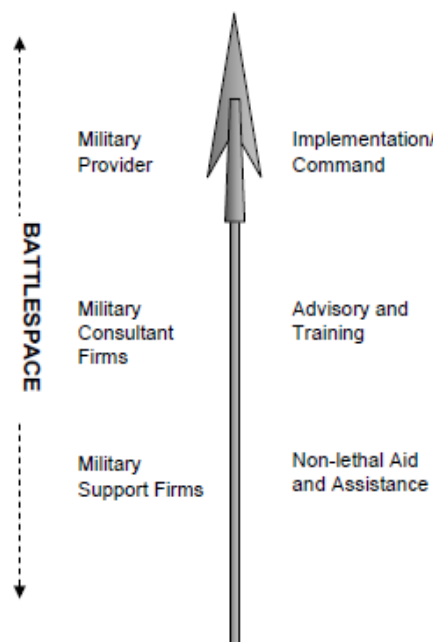 BATTLESPACE
Military
Provider
Implementation/
Command
Military
Consultant
Firms
Advisory and
Training
Military
Support Firms
Non-lethal Aid
and Assistance